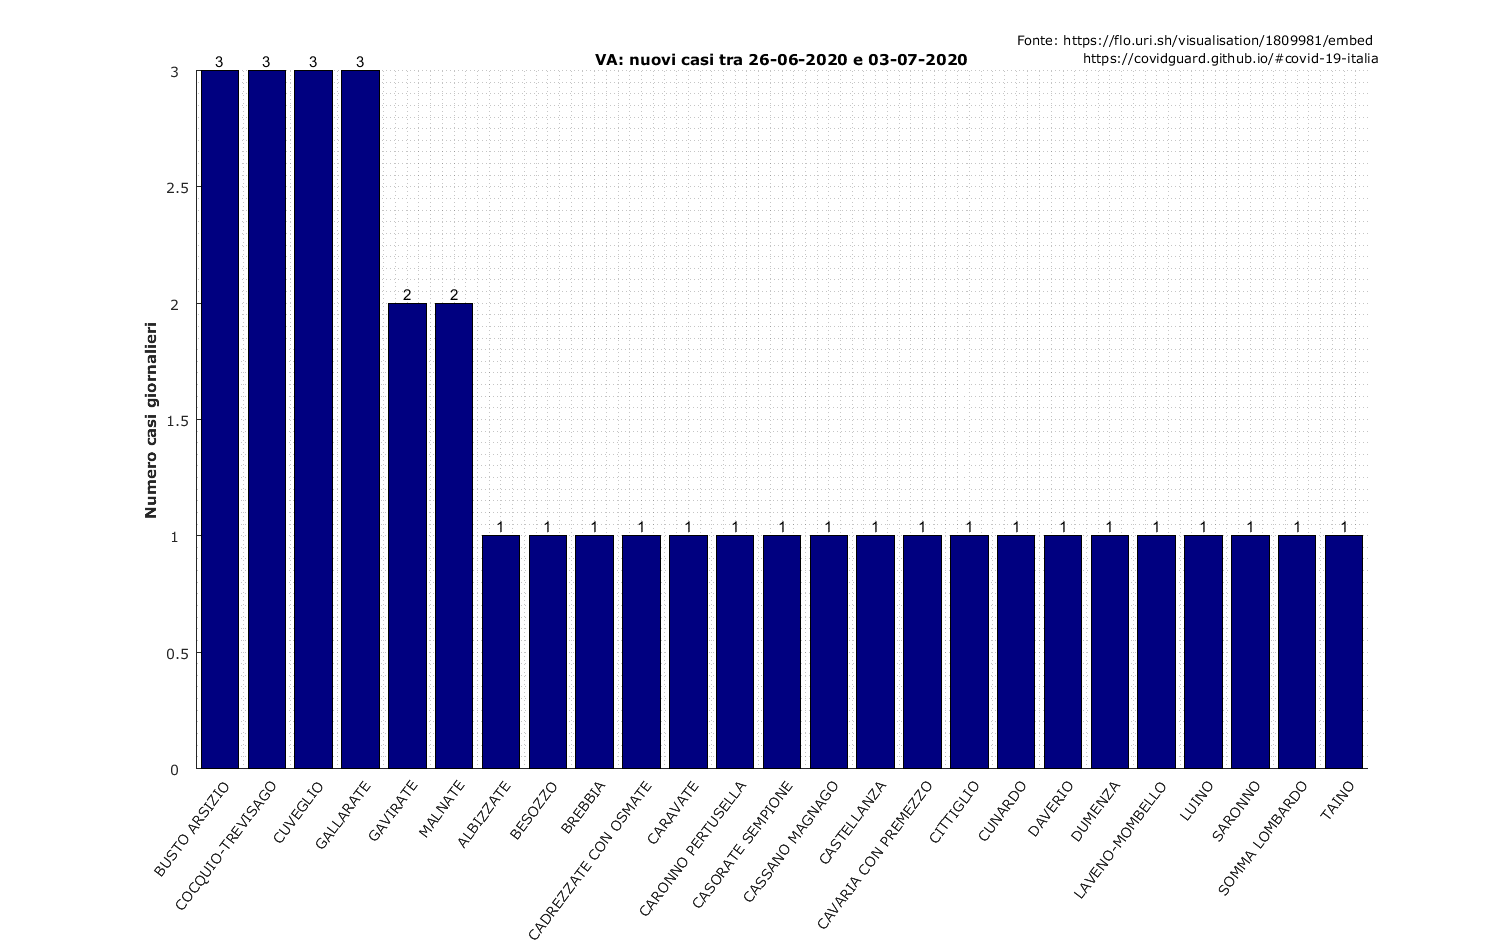 Fonte: https://flo.uri.sh/visualisation/1809981/embed
https://covidguard.github.io/#covid-19-italia
VA: nuovi casi tra 26-06-2020 e 03-07-2020
Numero casi giornalieri
3
2.5
2
1.5
1
0.5
0
3 3 3 3 2 2 1 1 1 1 1 1 1 1 1 1 1 1 1 1 1 1 1 1 1
BUSTO ARSIZIO
COCQUIO-TREVISAGO
CUVEGLIO
GALLARATE
GAVIRATE
MALNATE
ALBIZZATE
BESOZZO
BREBBIA
CADREZZATE CON OSMATE
CARAVATE
CARONNO PERTUSELLA
CASORATE SEMPIONE
CASSANO MAGNAGO
CASTELLANZA
CAVARIA CON PREMEZZO
CITTIGLIO
CUNARDO
DAVERIO
DUMENZA
LAVENO-MOMBELLO
LUINO
SARONNO
SOMMA LOMBARDO
TAINO